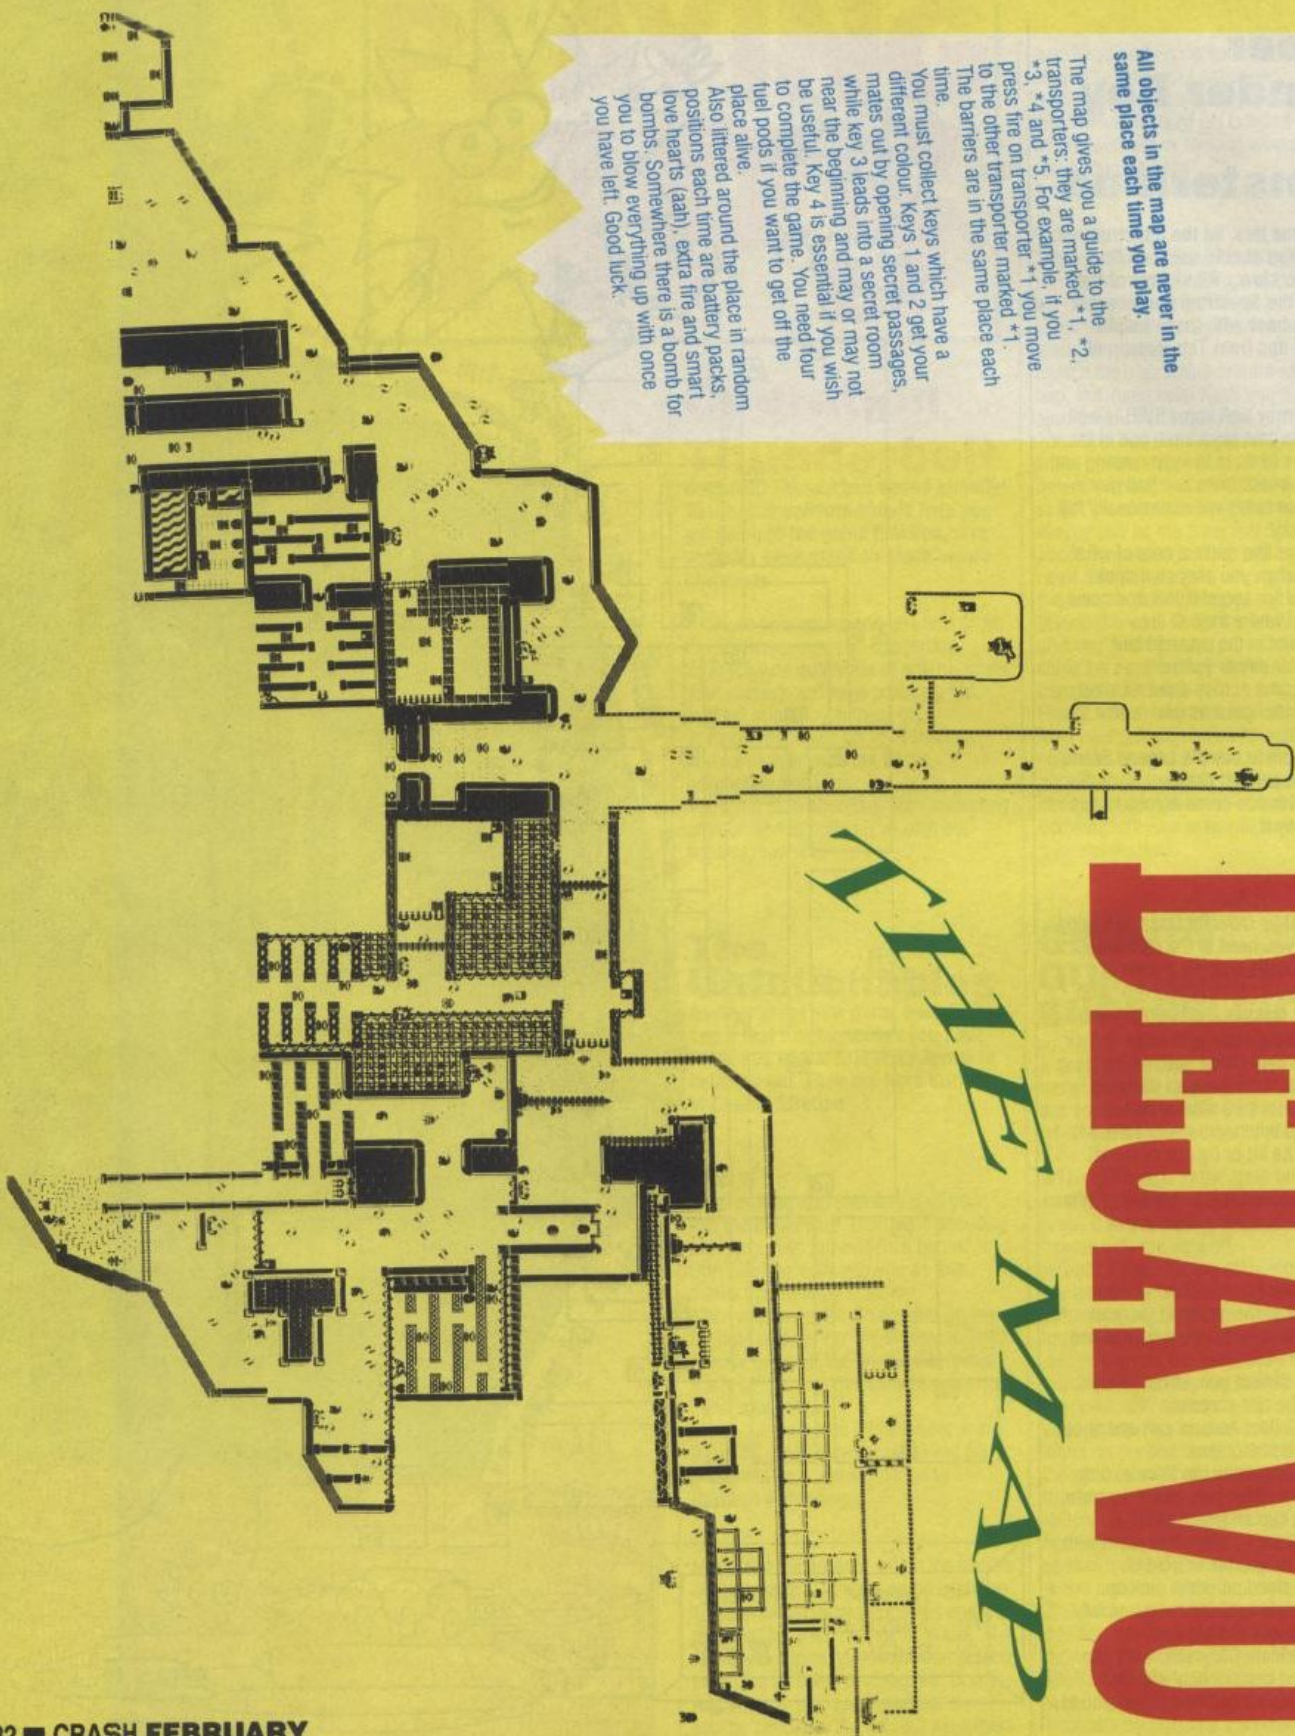 DEJA VU
THE MAP
All objects in the map are never in the
same place each time you play.
The map gives you a guide to the
transporters: they are marked *1, *2,
*3, *4 and *5. For example, if you
press fire on transporter *1 you move
to the other transporter marked *1.
The barriers are in the same place each
time.
You must collect keys which have a
different colour. Keys 1 and 2 get your
mates out by opening secret passages,
while key 3 leads into a secret room
near the beginning and may or may not
be useful. Key 4 is essential if you wish
to complete the game. You need four
fuel pods if you want to get off the
place alive.
Also littered around the place in random
positions each time are battery packs,
love hearts (aah), extra fire and smart
bombs. Somewhere there is a bomb for
you to blow everything up with once
you have left. Good luck.
CRASH FEBRUARY